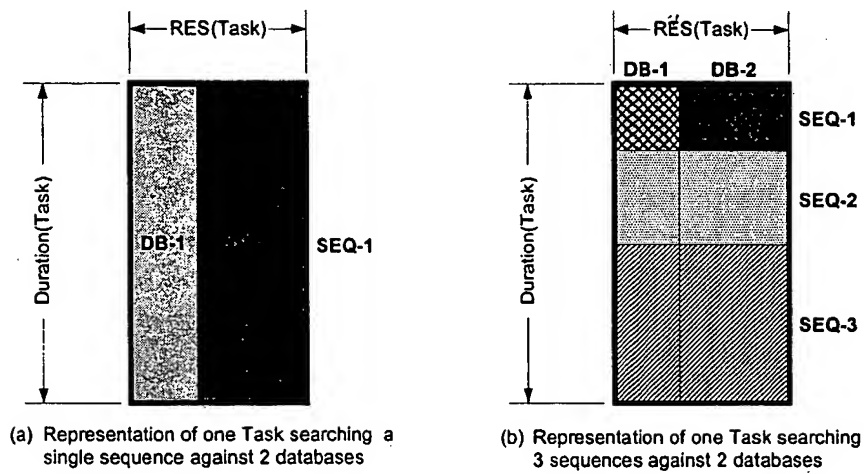 RES(Task)
Duration(Task)
DB-1
SEQ-1
(a) Representation of one Task searching a
single sequence against 2 databases
RES(Task)
DB-1 DB-2
Duration(Task)
SEQ-1
SEQ-2
SEQ-3
(b) Representation of one Task searching
3 sequences against 2 databases